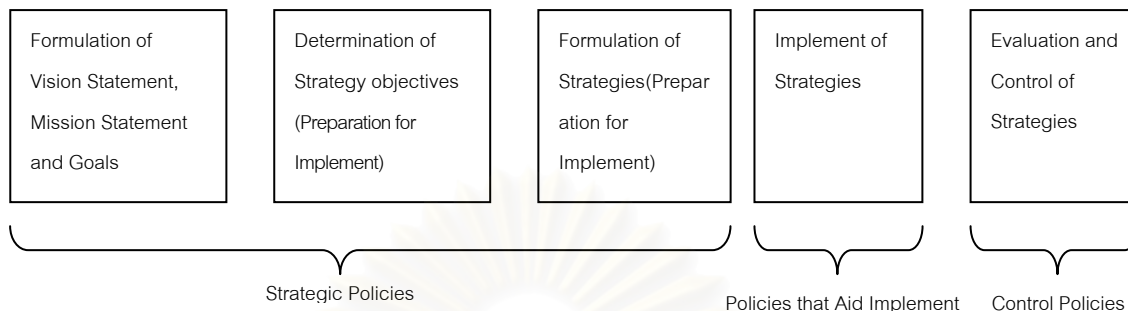 Formulation of
Vision Statement,
Mission Statement
and Goals
Determination of
Strategy objectives
(Preparation for
Implement)
Formulation of
Strategies(Prepar
ation for
Implement)
Implement of
Strategies
Evaluation and
Control of
Strategies
Strategic Policies
Policies that Aid Implement
Control Policies